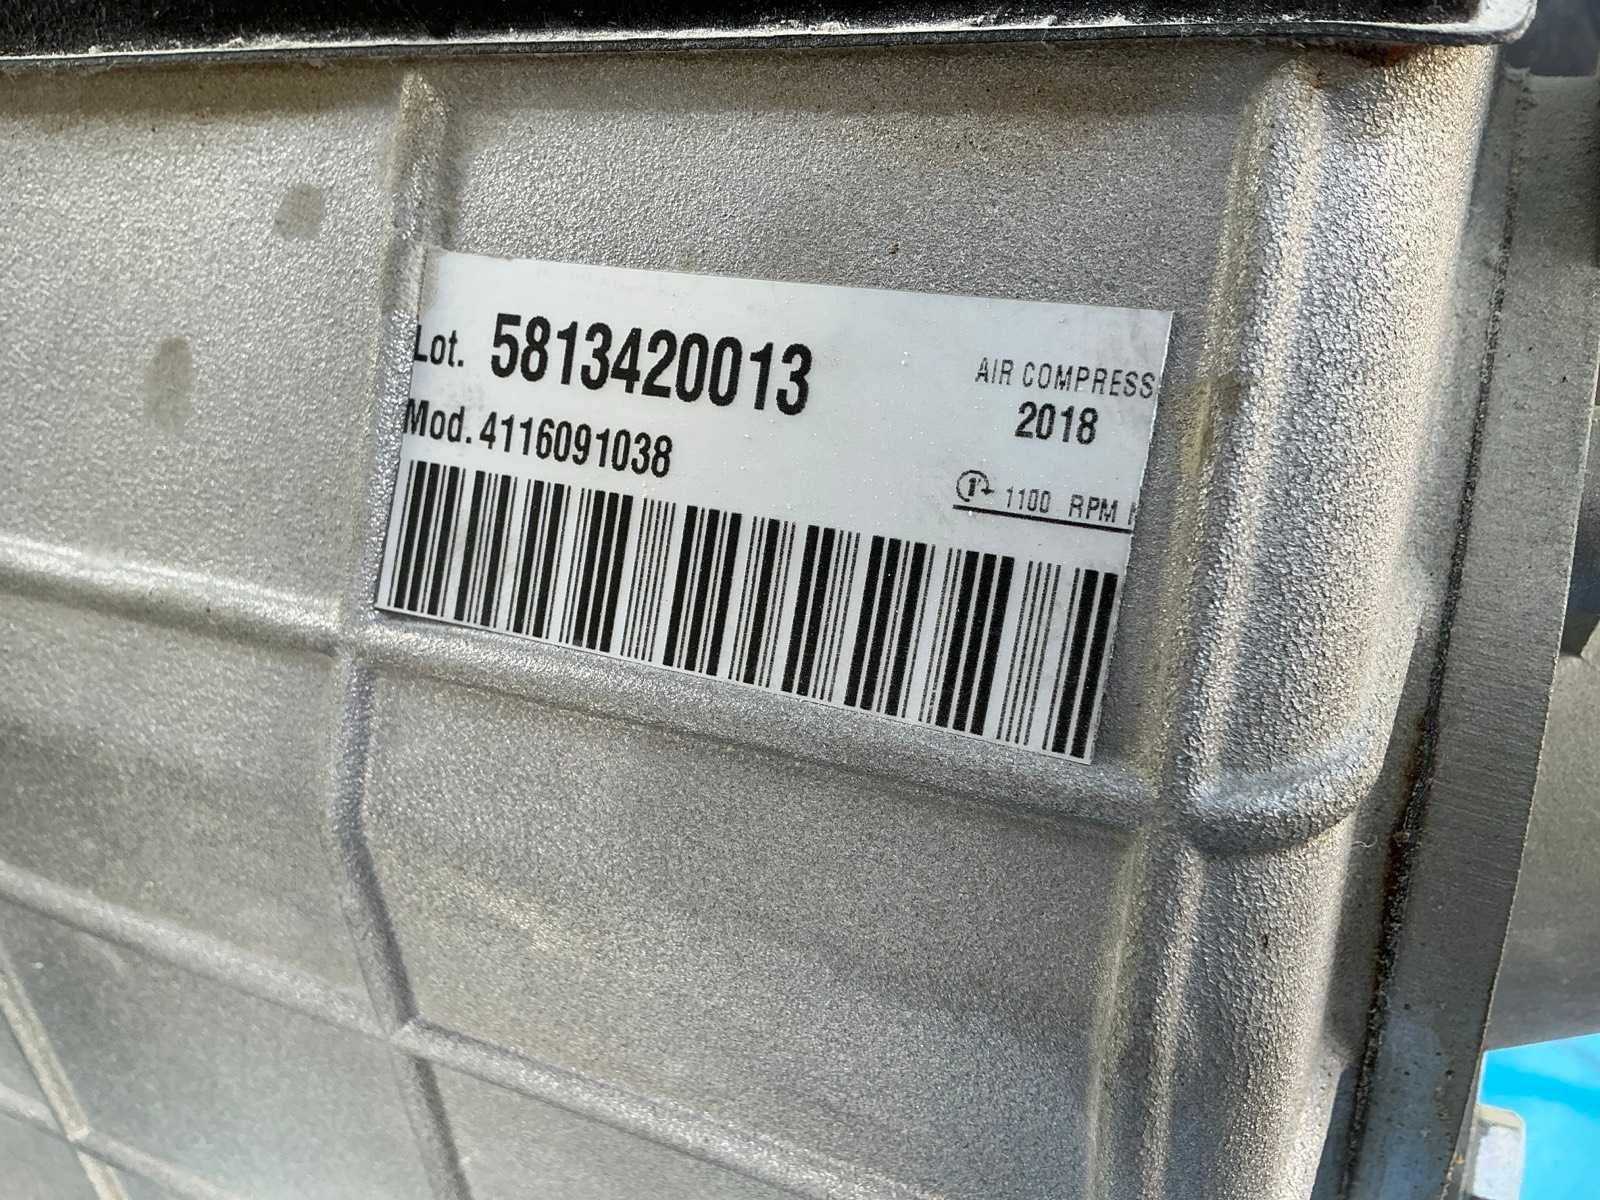 Lot. 5813420013
Mod. 4116091038
AIR COMPRESS
2018
1100 RPM